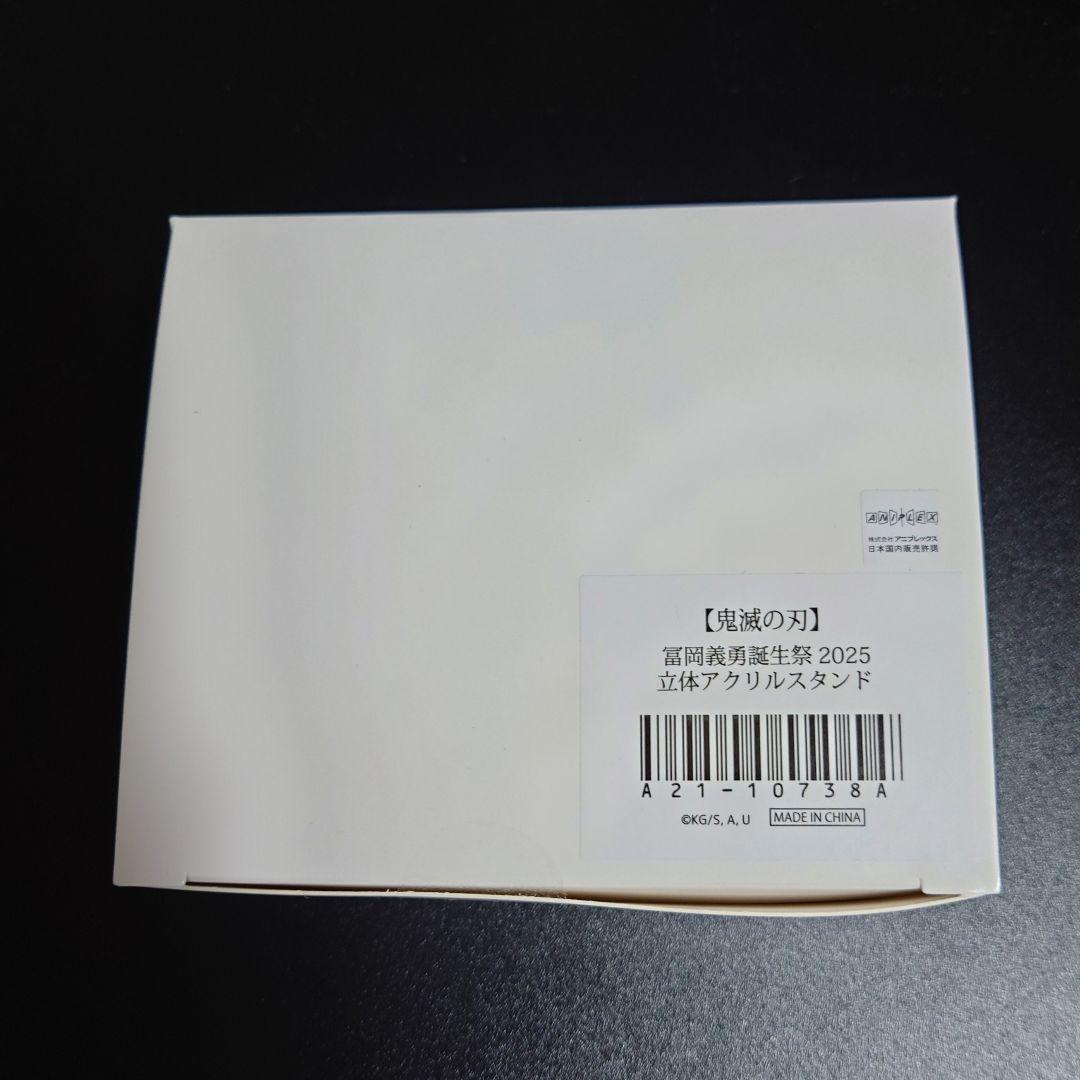 ANIPLEX
株式会社 アニプレックス
日本国内販売許諾
【鬼滅の刃】
冨岡義勇誕生祭 2025
立体アクリルスタンド
A21-10738A
©KG/S, A, U MADE IN CHINA